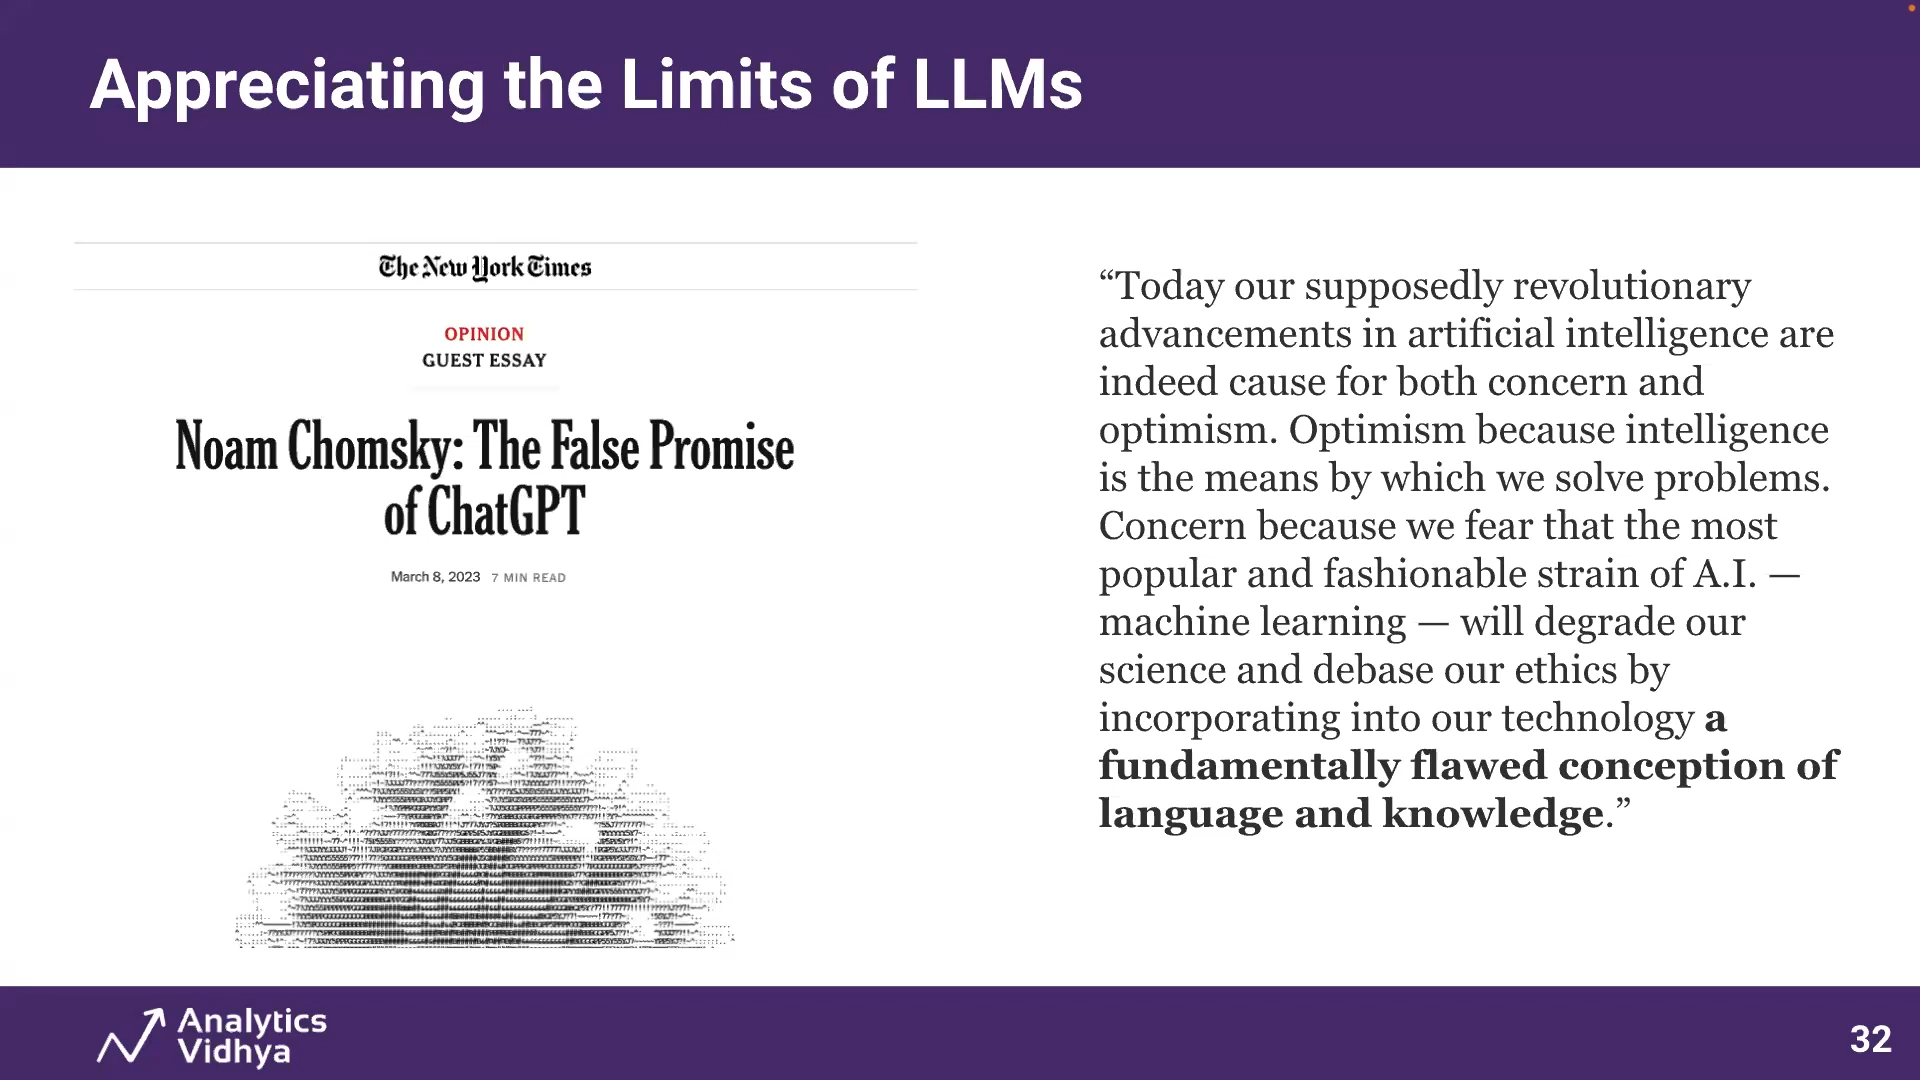 Appreciating the Limits of LLMs
The New York Times
OPINION
GUEST ESSAY
Noam Chomsky: The False Promise
of ChatGPT
March 8, 2023 7 MIN READ
“Today our supposedly revolutionary
advancements in artificial intelligence are
indeed cause for both concern and
optimism. Optimism because intelligence
is the means by which we solve problems.
Concern because we fear that the most
popular and fashionable strain of A.I. —
machine learning — will degrade our
science and debase our ethics by
incorporating into our technology a
fundamentally flawed conception of
language and knowledge.”
Analytics
Vidhya
32